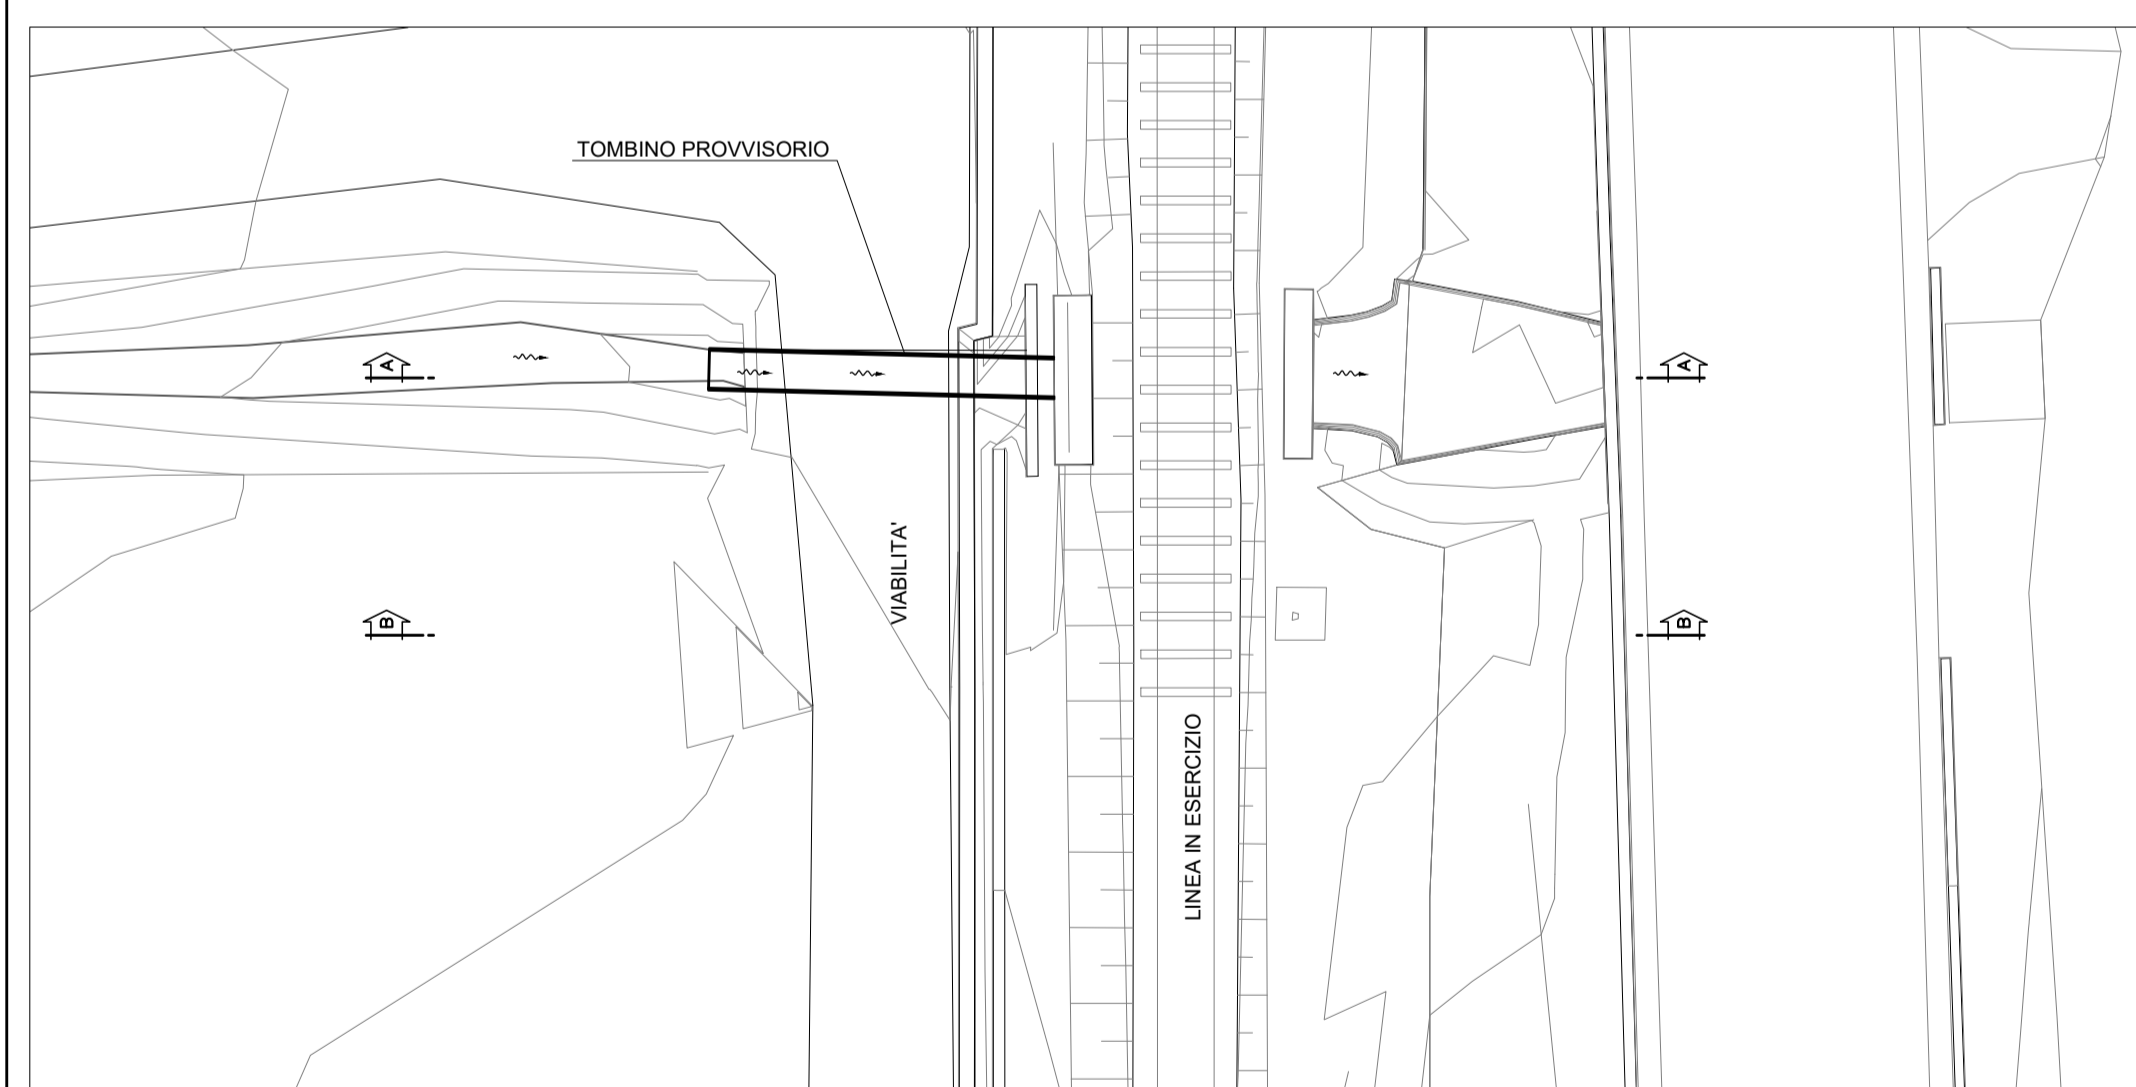 TOMBINO PROVVISORIO
A
A
VIABILITA'
B
B
LINEA IN ESERCIZIO